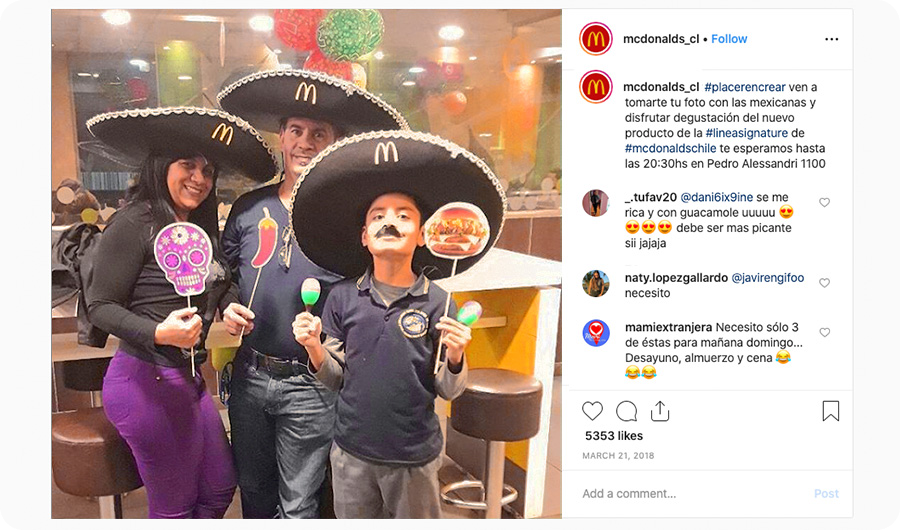 mcdonalds_cl • Follow
mcdonalds_cl #placerencrear ven a
tomarte tu foto con las mexicanas y
disfrutar degustación del nuevo
producto de la #lineasignature de
#mcdonaldschile te esperamos hasta
las 20:30hs en Pedro Alessandri 1100
_.tufav20 @dani6ix9ine se me
rica y con guacamole uuuuu 😍
😍😍😍 debe ser mas picante
sii jajaja
naty.lopezgallardo @javirengifoo
necesito
mamiextranjera Necesito sólo 3
de éstas para mañana domingo...
Desayuno, almuerzo y cena 😂
😂😂
5353 likes
MARCH 21, 2018
Add a comment... Post